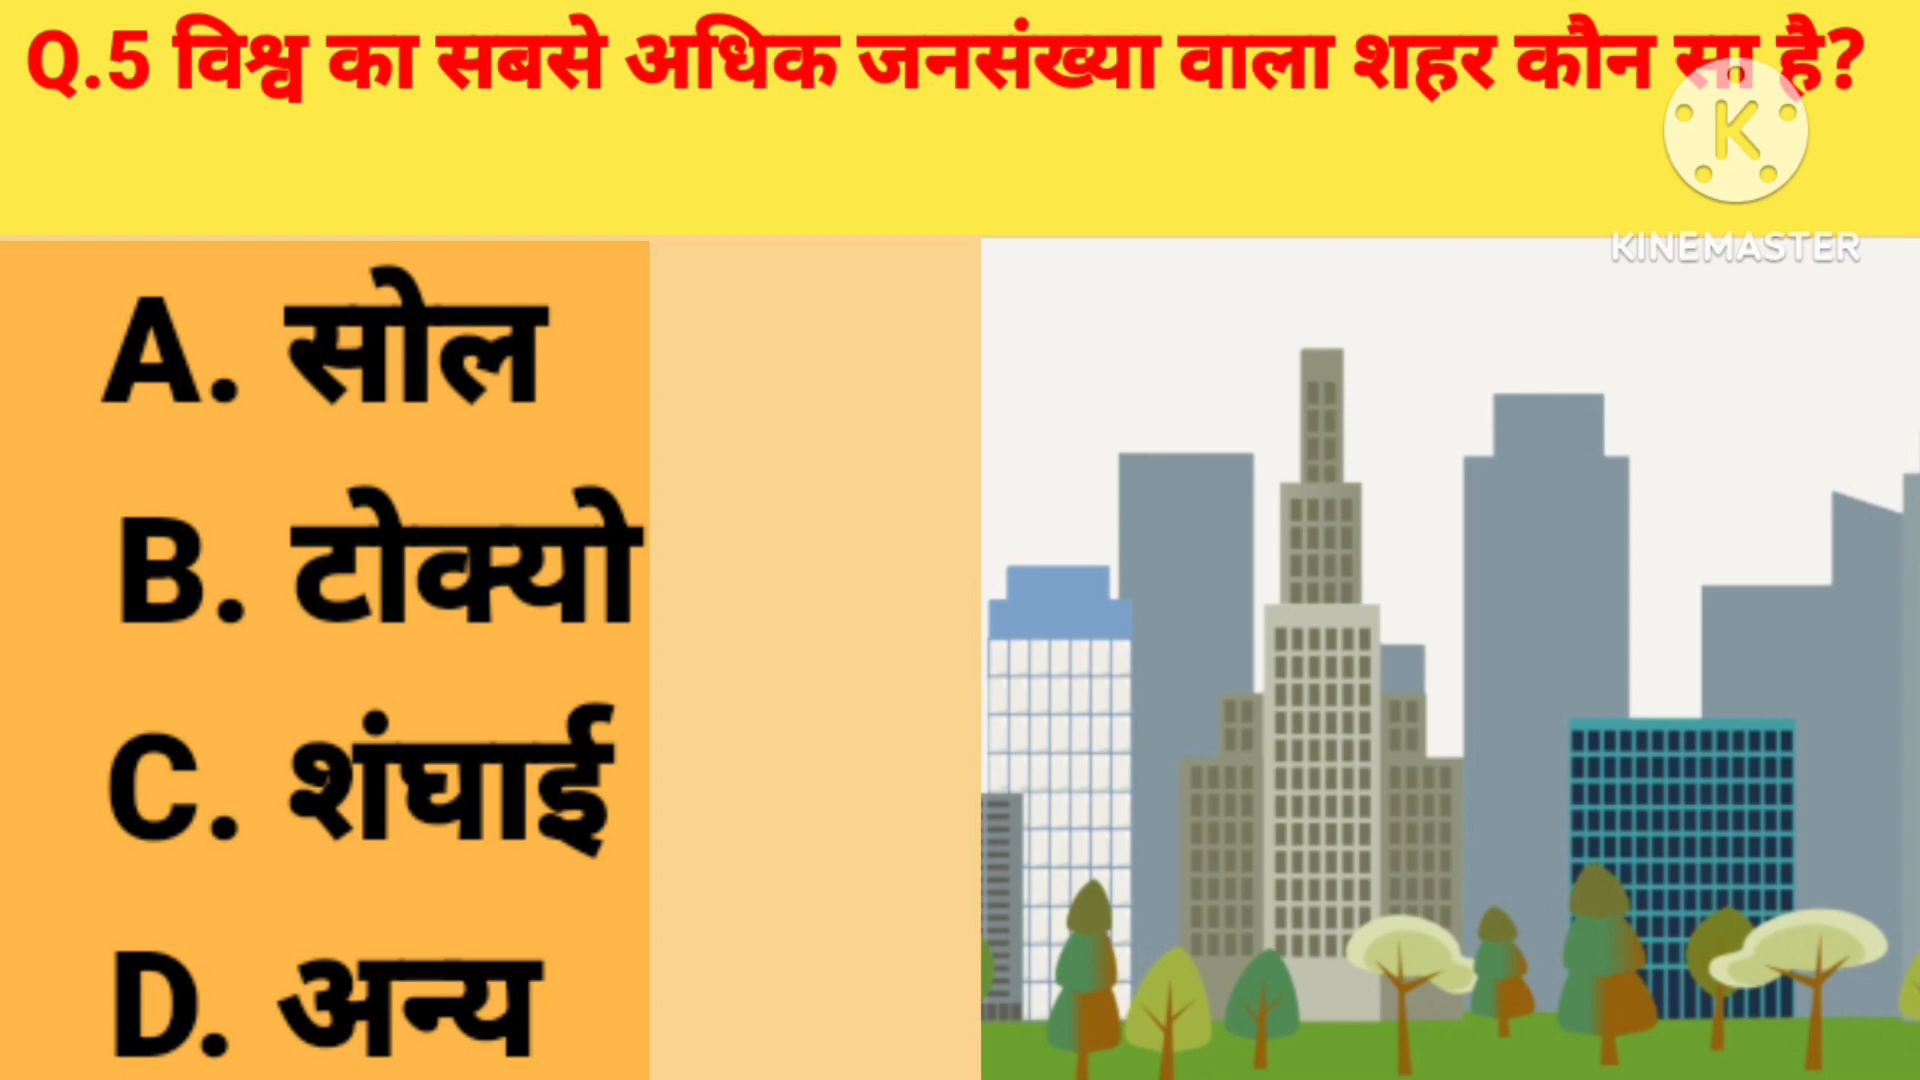 Q.5 विश्व का सबसे अधिक जनसंख्या वाला शहर कौन सा है?
K
KINEMASTER
A. सोल
B. टोक्यो
C. शंघाई
D. अन्य